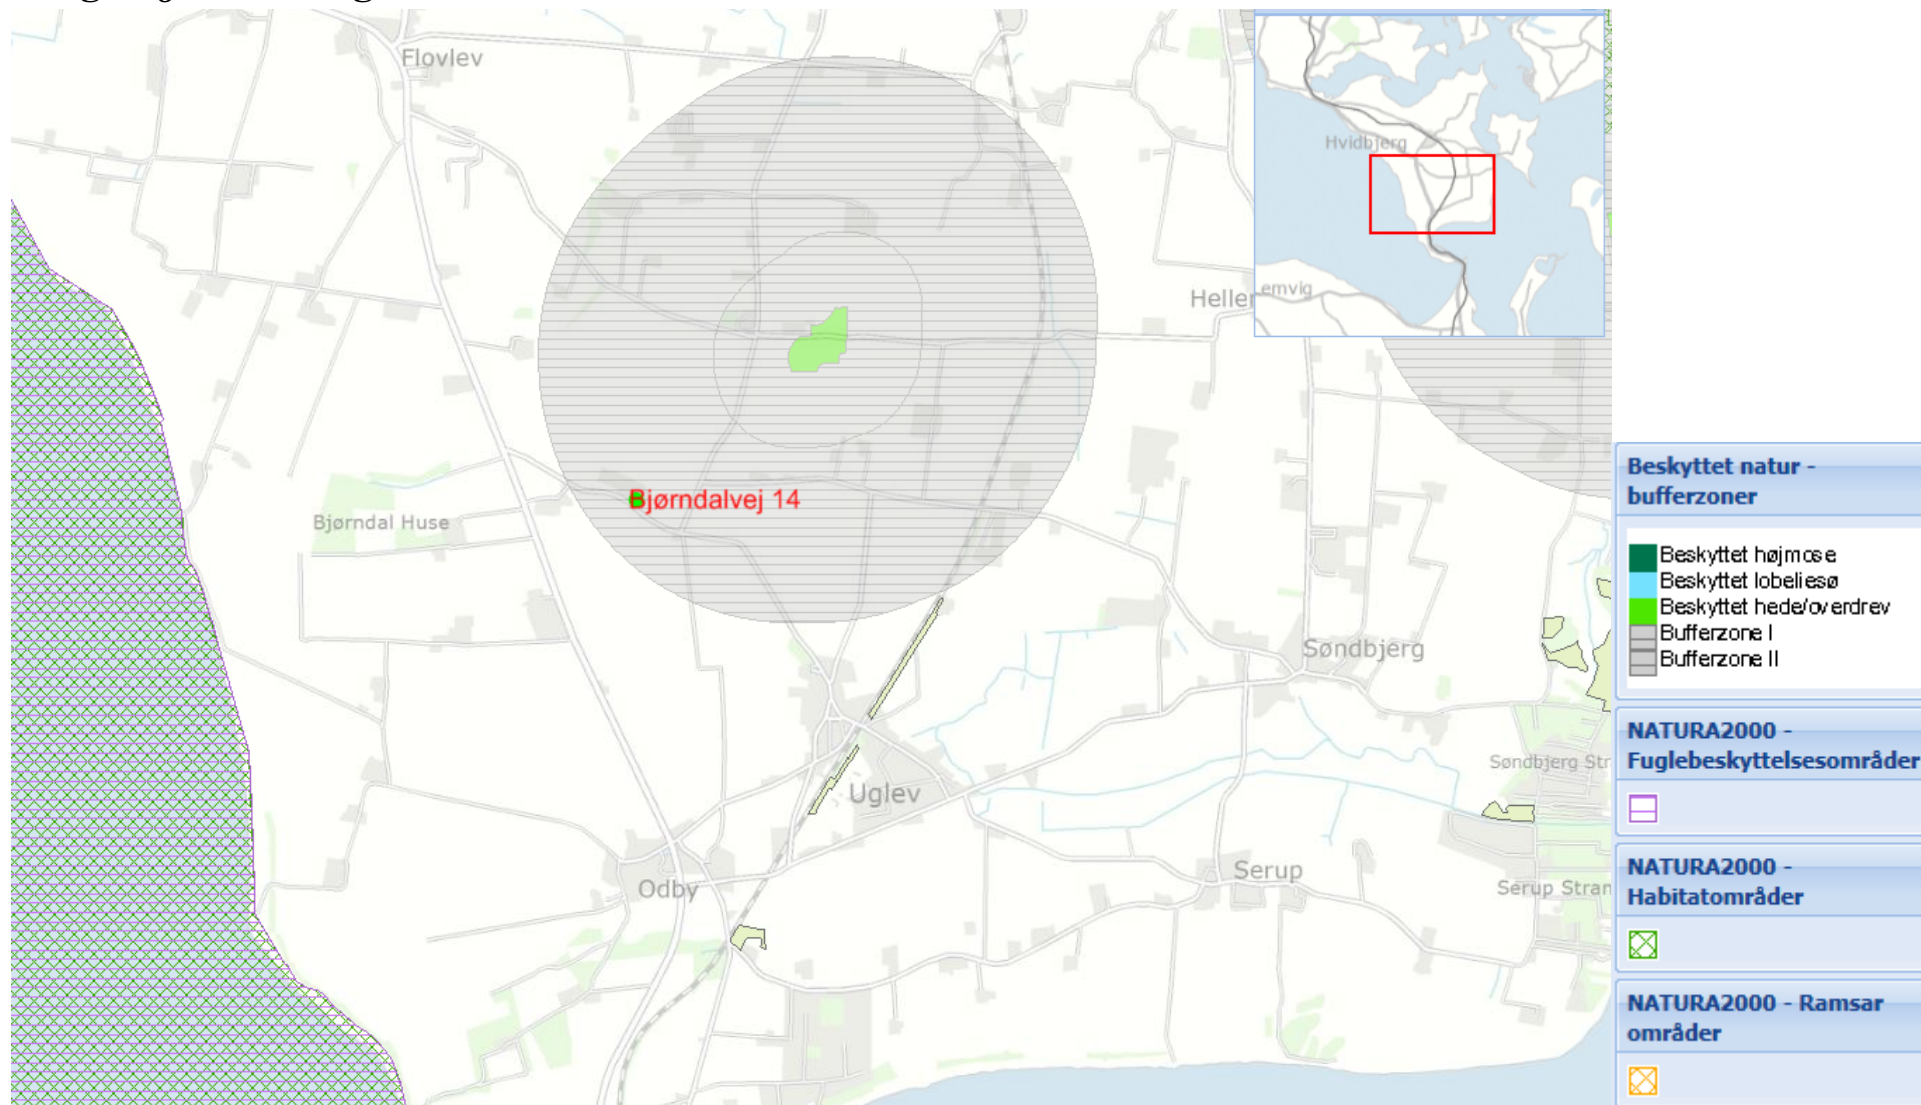 Flovlev
Hvidbjerg
emvig
Heller
Bjørndalvej 14
Bjørndal Huse
Søndbjerg
Søndbjerg Str
Uglev
Odby
Serup
Serup Stran
Beskyttet natur -
bufferzoner
Beskyttet højmose
Beskyttet lobeliesø
Beskyttet hede/overdrev
Bufferzone I
Bufferzone II
NATURA2000 -
Fuglebeskyttelsesområder
NATURA2000 -
Habitatområder
NATURA2000 - Ramsar
områder